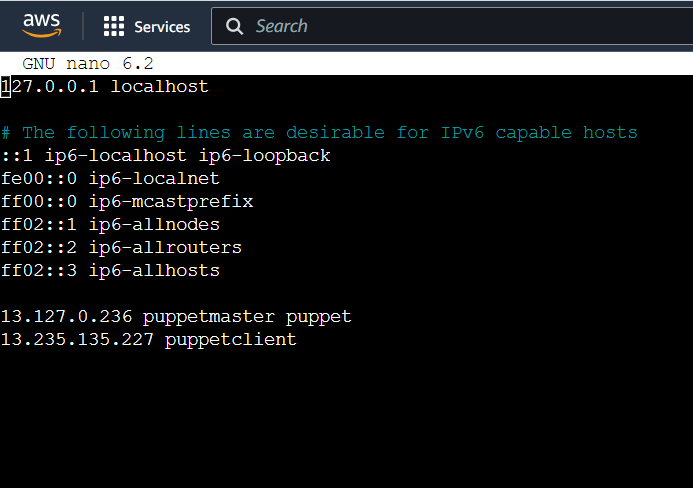 aws Services Search
GNU nano 6.2
127.0.0.1 localhost
# The following lines are desirable for IPv6 capable hosts
::1 ip6-localhost ip6-loopback
fe00::0 ip6-localnet
ff00::0 ip6-mcastprefix
ff02::1 ip6-allnodes
ff02::2 ip6-allrouters
ff02::3 ip6-allhosts
13.127.0.236 puppetmaster puppet
13.235.135.227 puppetclient